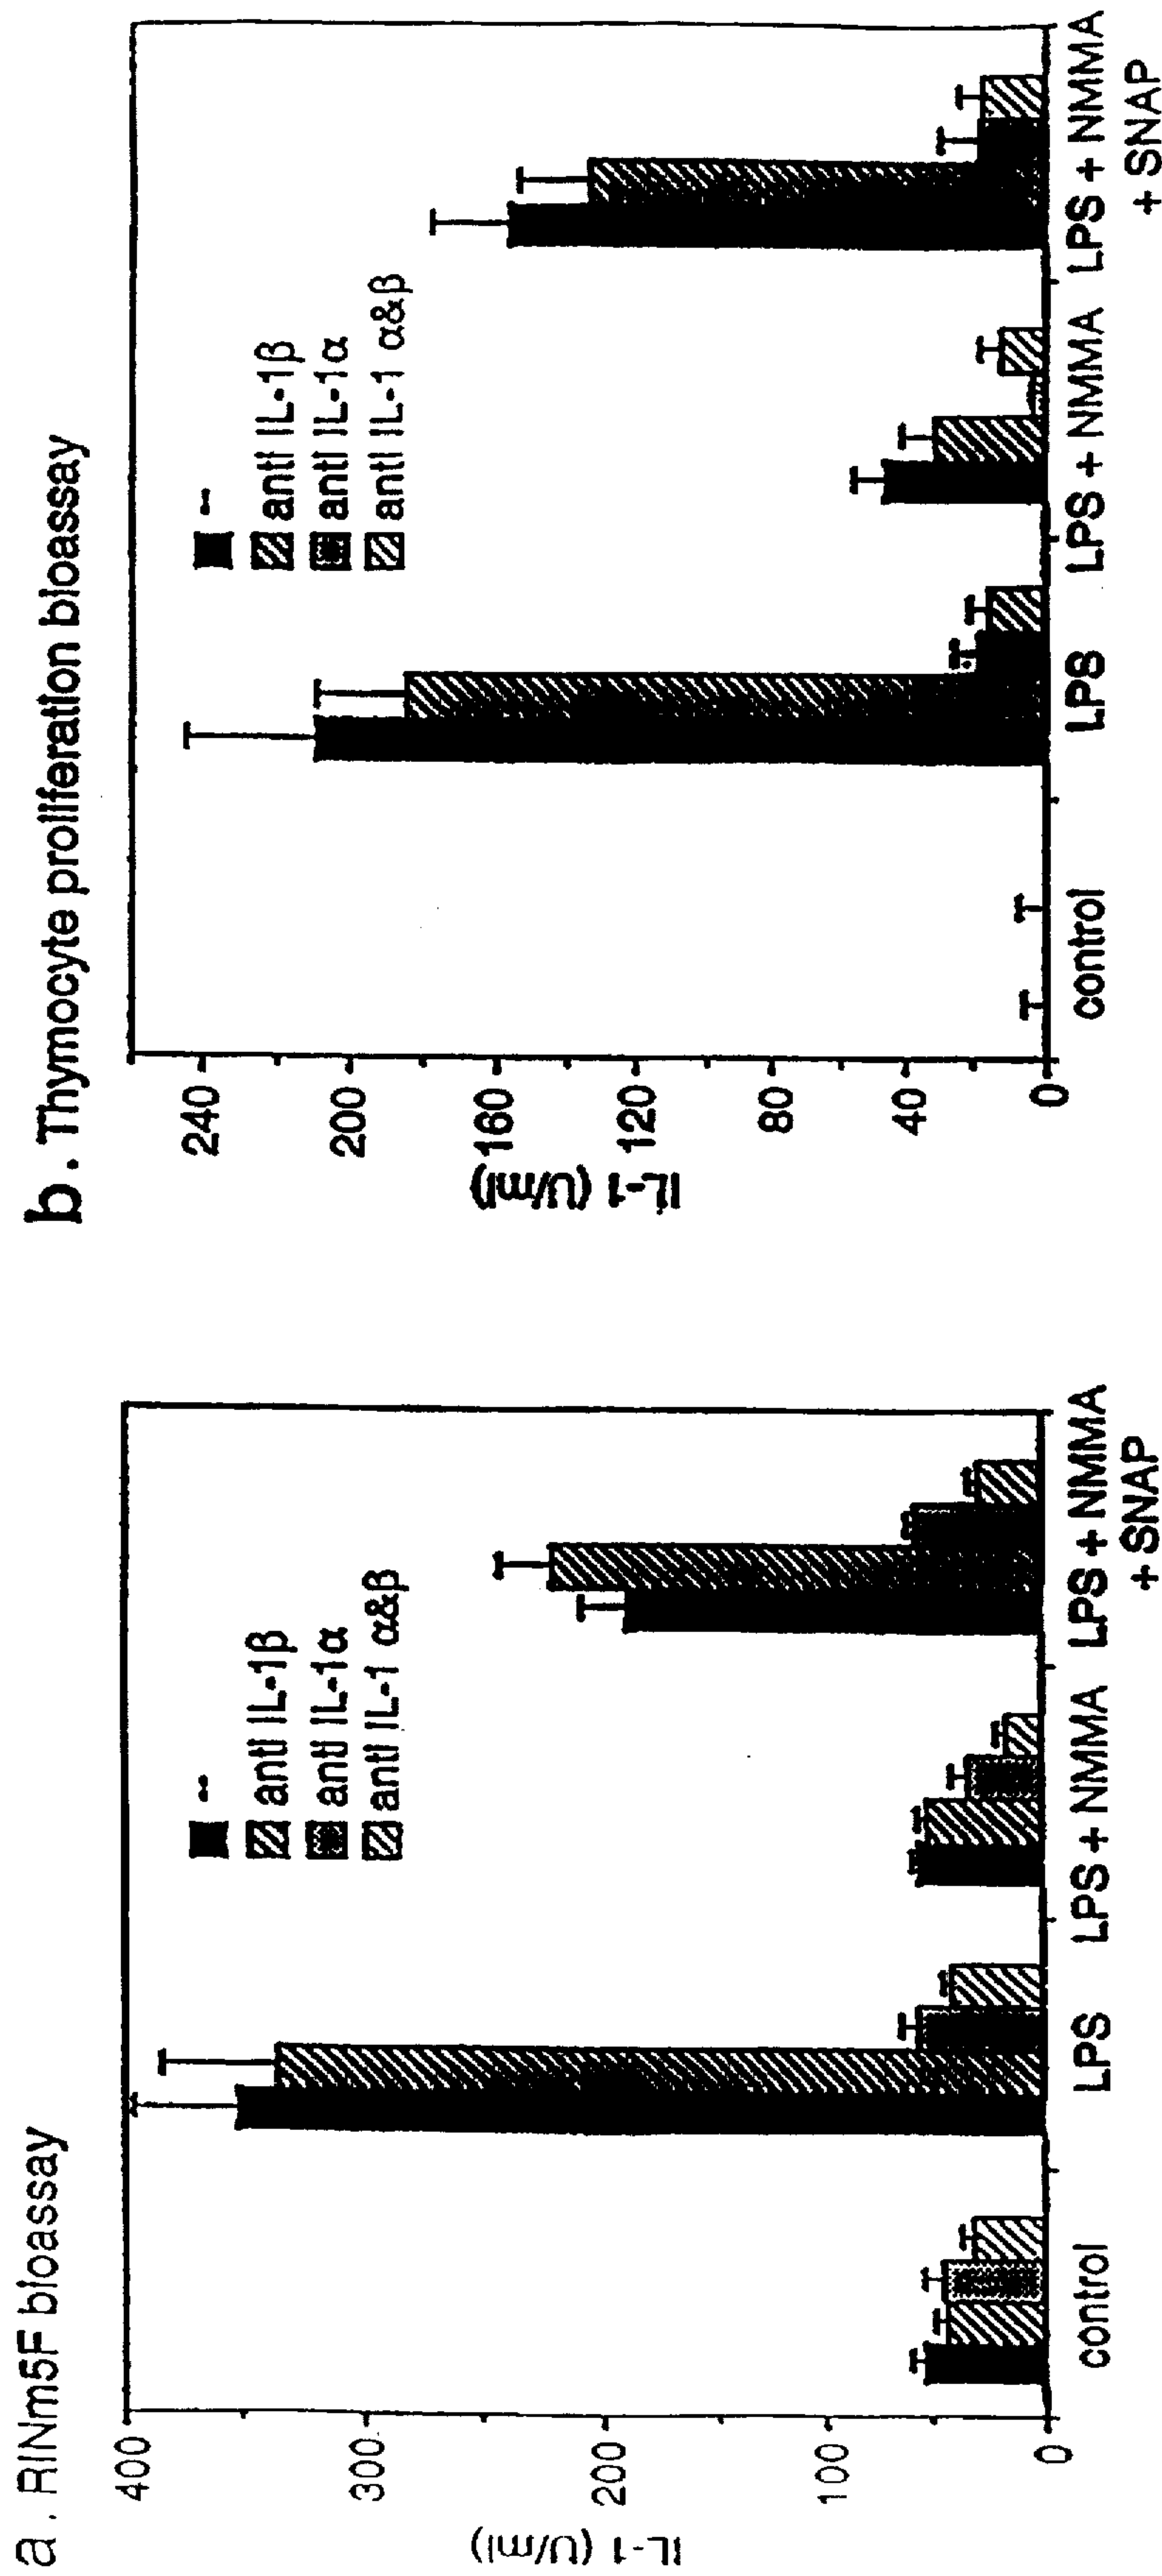 a. RINm5F bioassay
IL-1 (U/ml)
400
300
200
100
0
-
anti IL-1β
anti IL-1α
anti IL-1 α&β
control
LPS
LPS + NMMA
LPS + NMMA
+ SNAP
b. Thymocyte proliferation bioassay
IL-1 (U/ml)
240
200
160
120
80
40
0
-
anti IL-1β
anti IL-1α
anti IL-1 α&β
control
LPS
LPS + NMMA
LPS + NMMA
+ SNAP